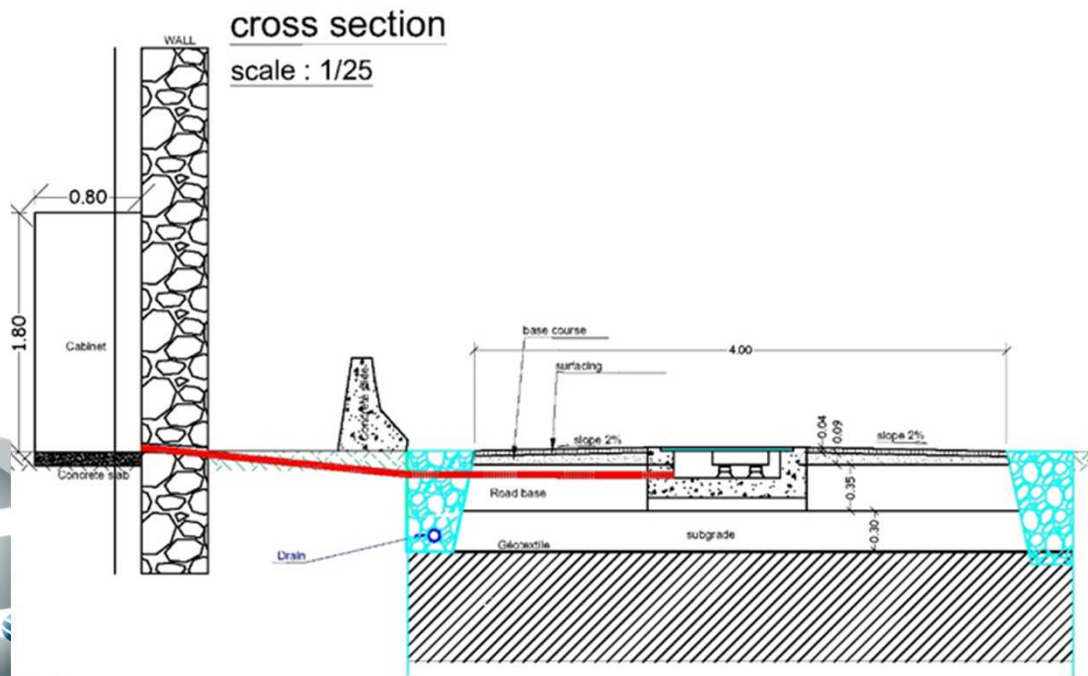 cross section
scale : 1/25
WALL
0.80
1.80
Cabinet
Concrete slab
base course
surfacing
4.00
slope 2%
slope 2%
0.04
0.09
0.35
0.30
Road base
subgrade
Géotextile
Drain